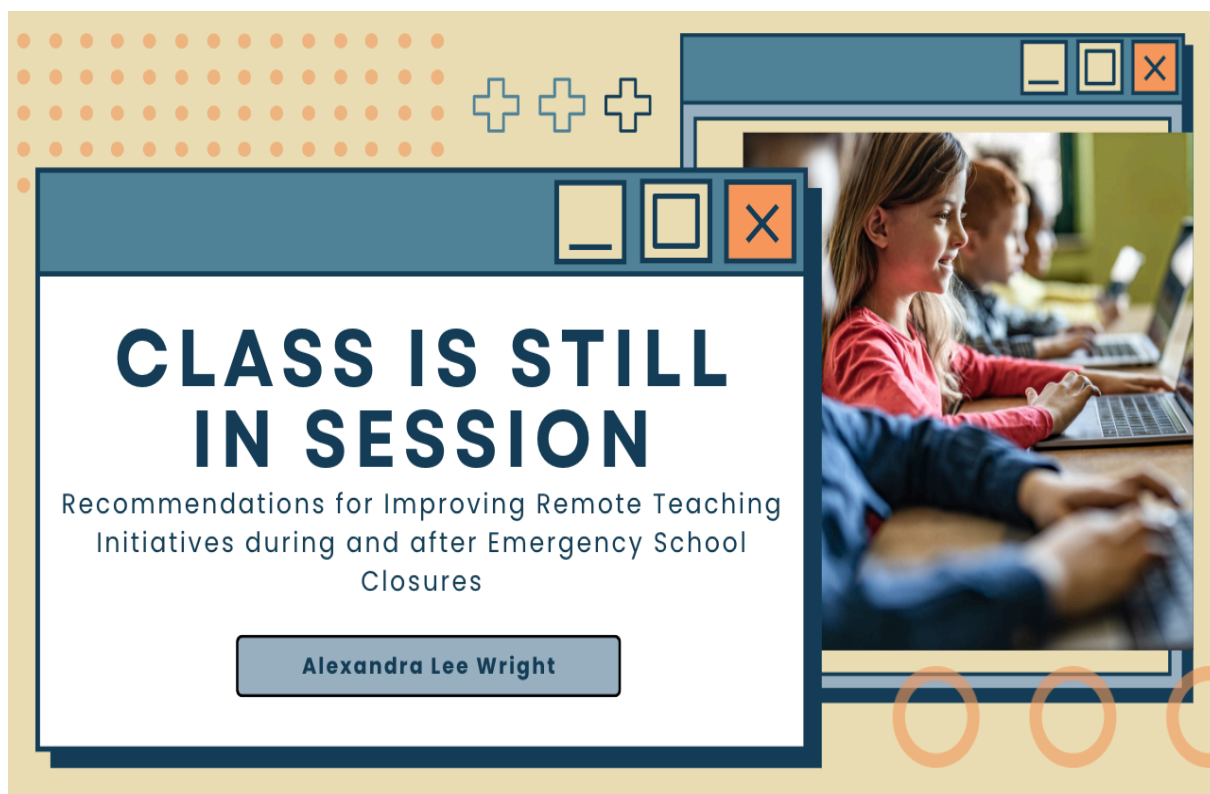 CLASS IS STILL
IN SESSION
Recommendations for Improving Remote Teaching
Initiatives during and after Emergency School
Closures
Alexandra Lee Wright